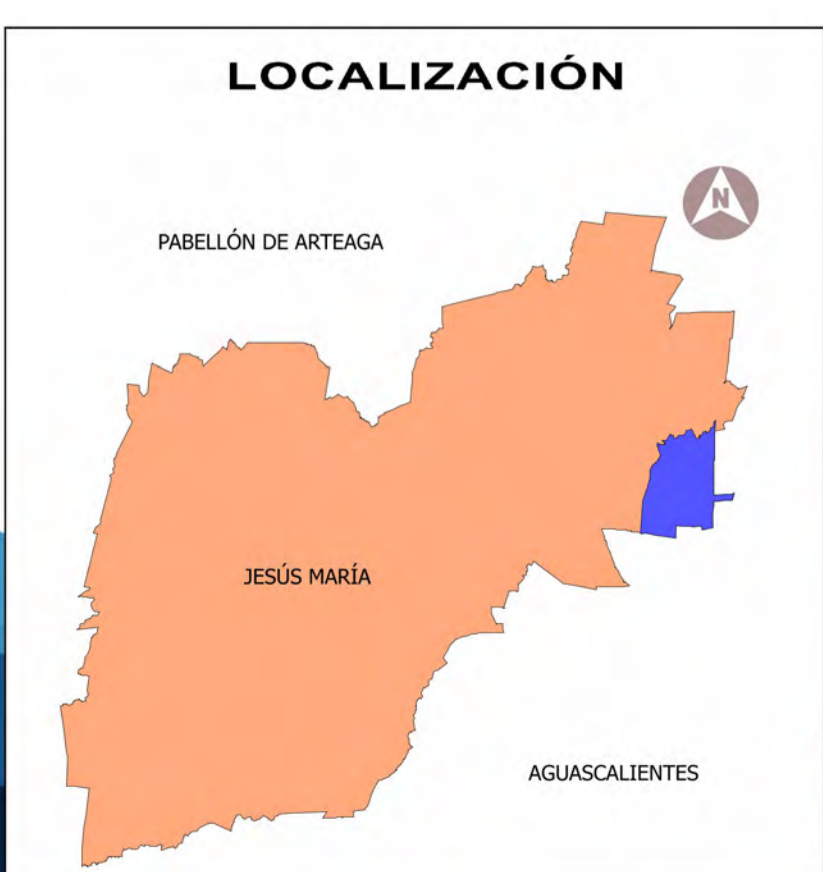 LOCALIZACIÓN
N
PABELLÓN DE ARTEAGA
JESÚS MARÍA
AGUASCALIENTES